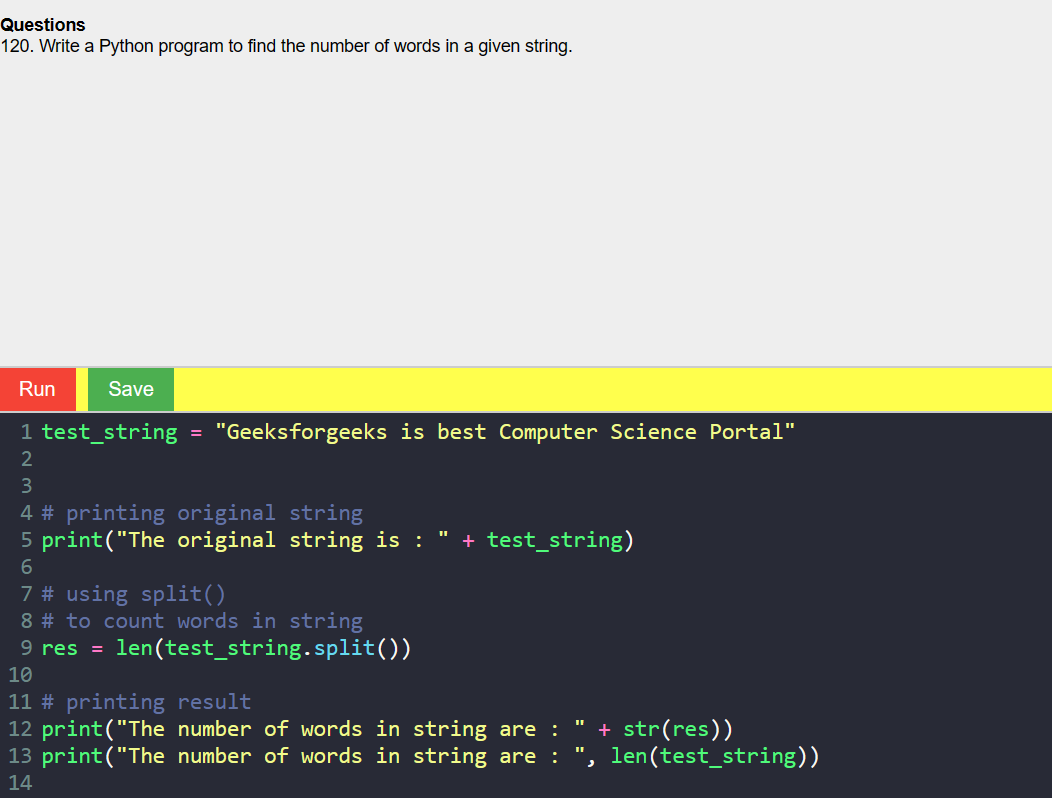 Questions
120. Write a Python program to find the number of words in a given string.
Run Save
1 test_string = "Geeksforgeeks is best Computer Science Portal"
2
3
4 # printing original string
5 print("The original string is : " + test_string)
6
7 # using split()
8 # to count words in string
9 res = len(test_string.split())
10
11 # printing result
12 print("The number of words in string are : " + str(res))
13 print("The number of words in string are : ", len(test_string))
14